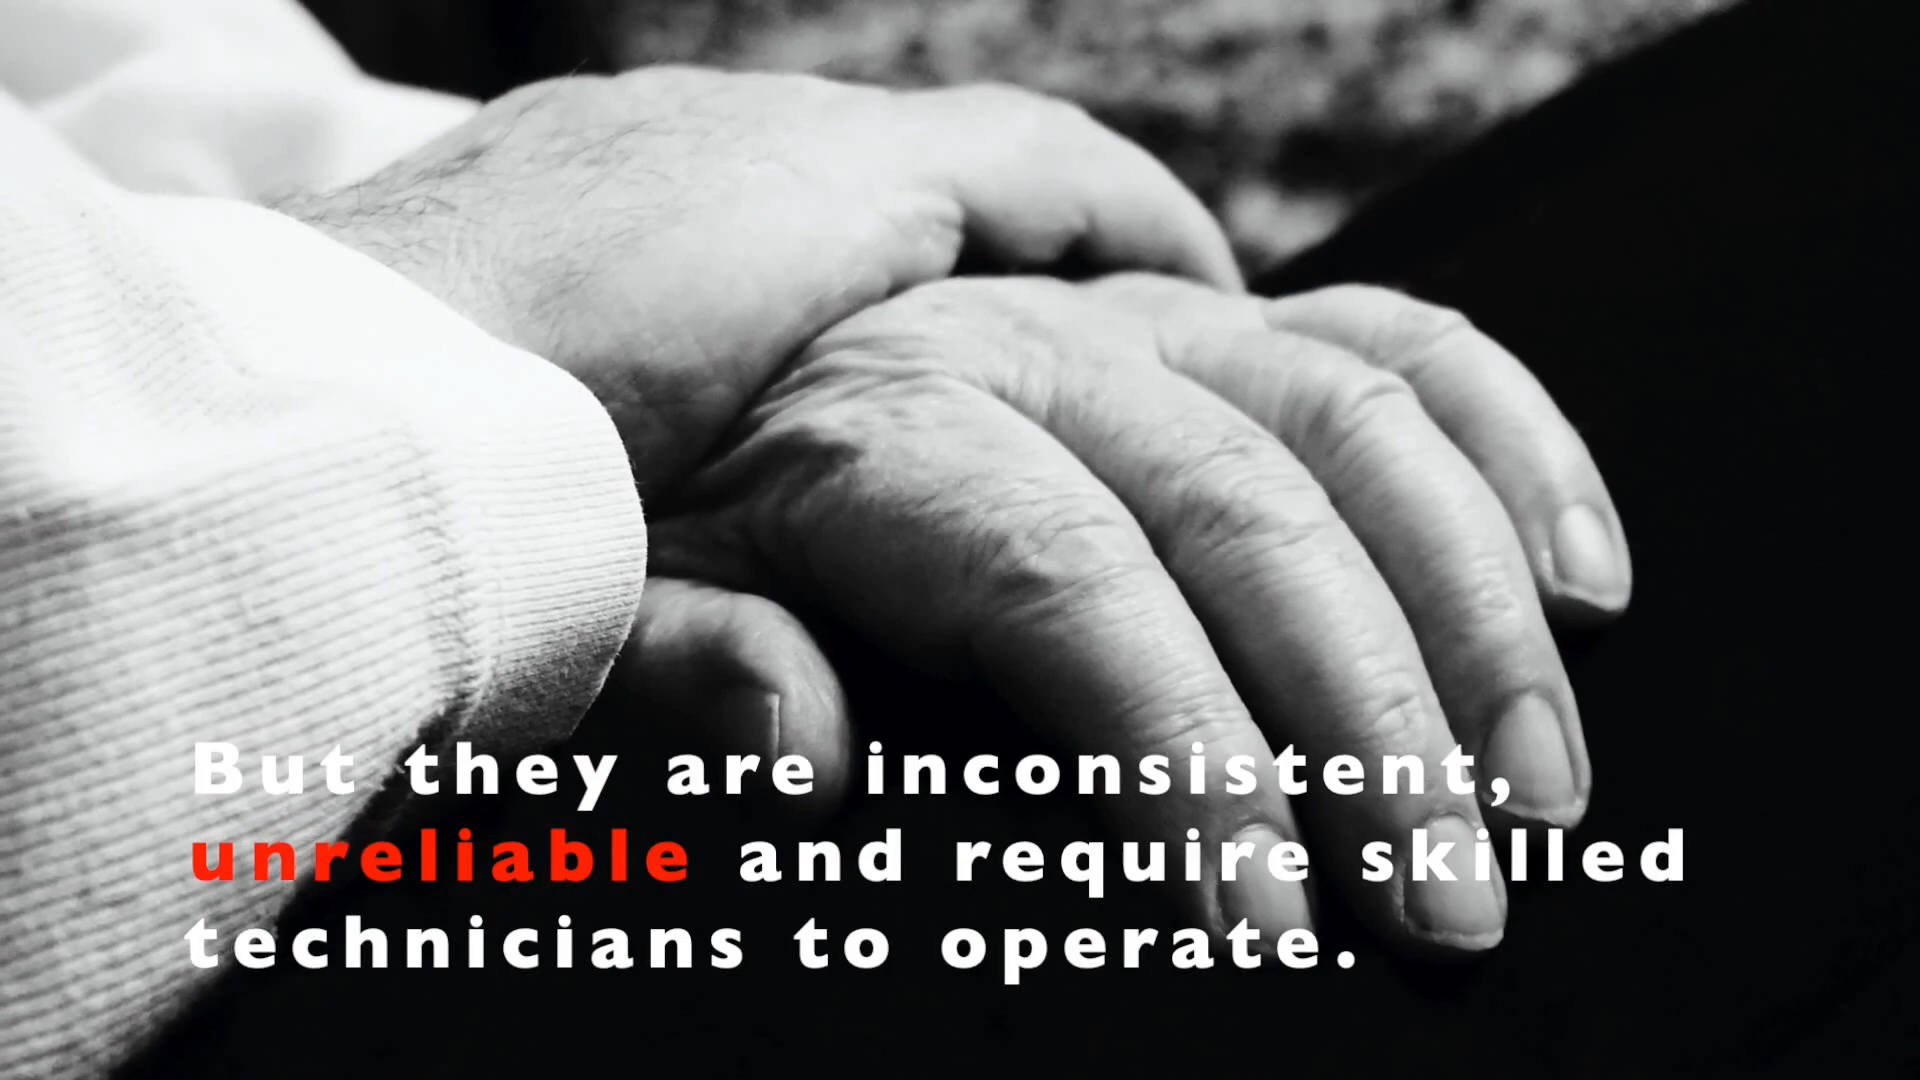 But they are inconsistent,
unreliable and require skilled
technicians to operate.